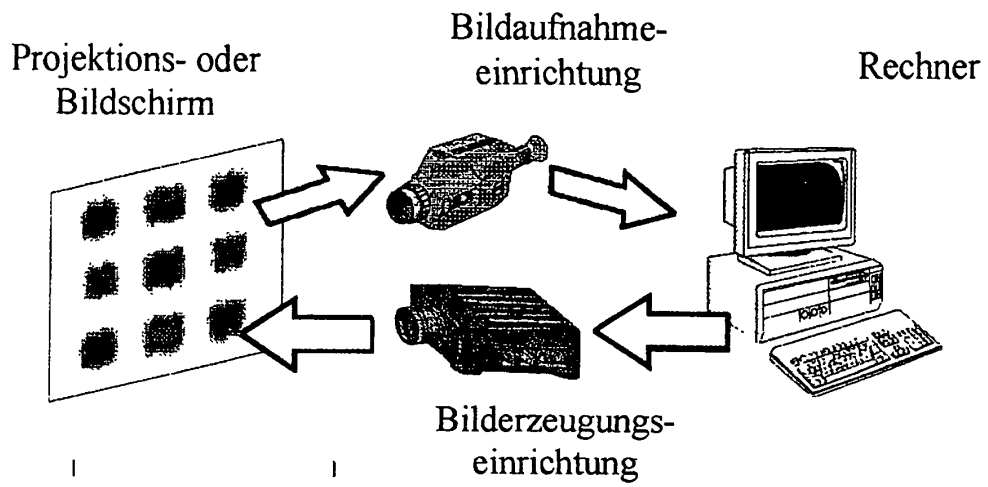 Projektions- oder
Bildschirm
Bildaufnahme-
einrichtung
Rechner
Bilderzeugungs-
einrichtung